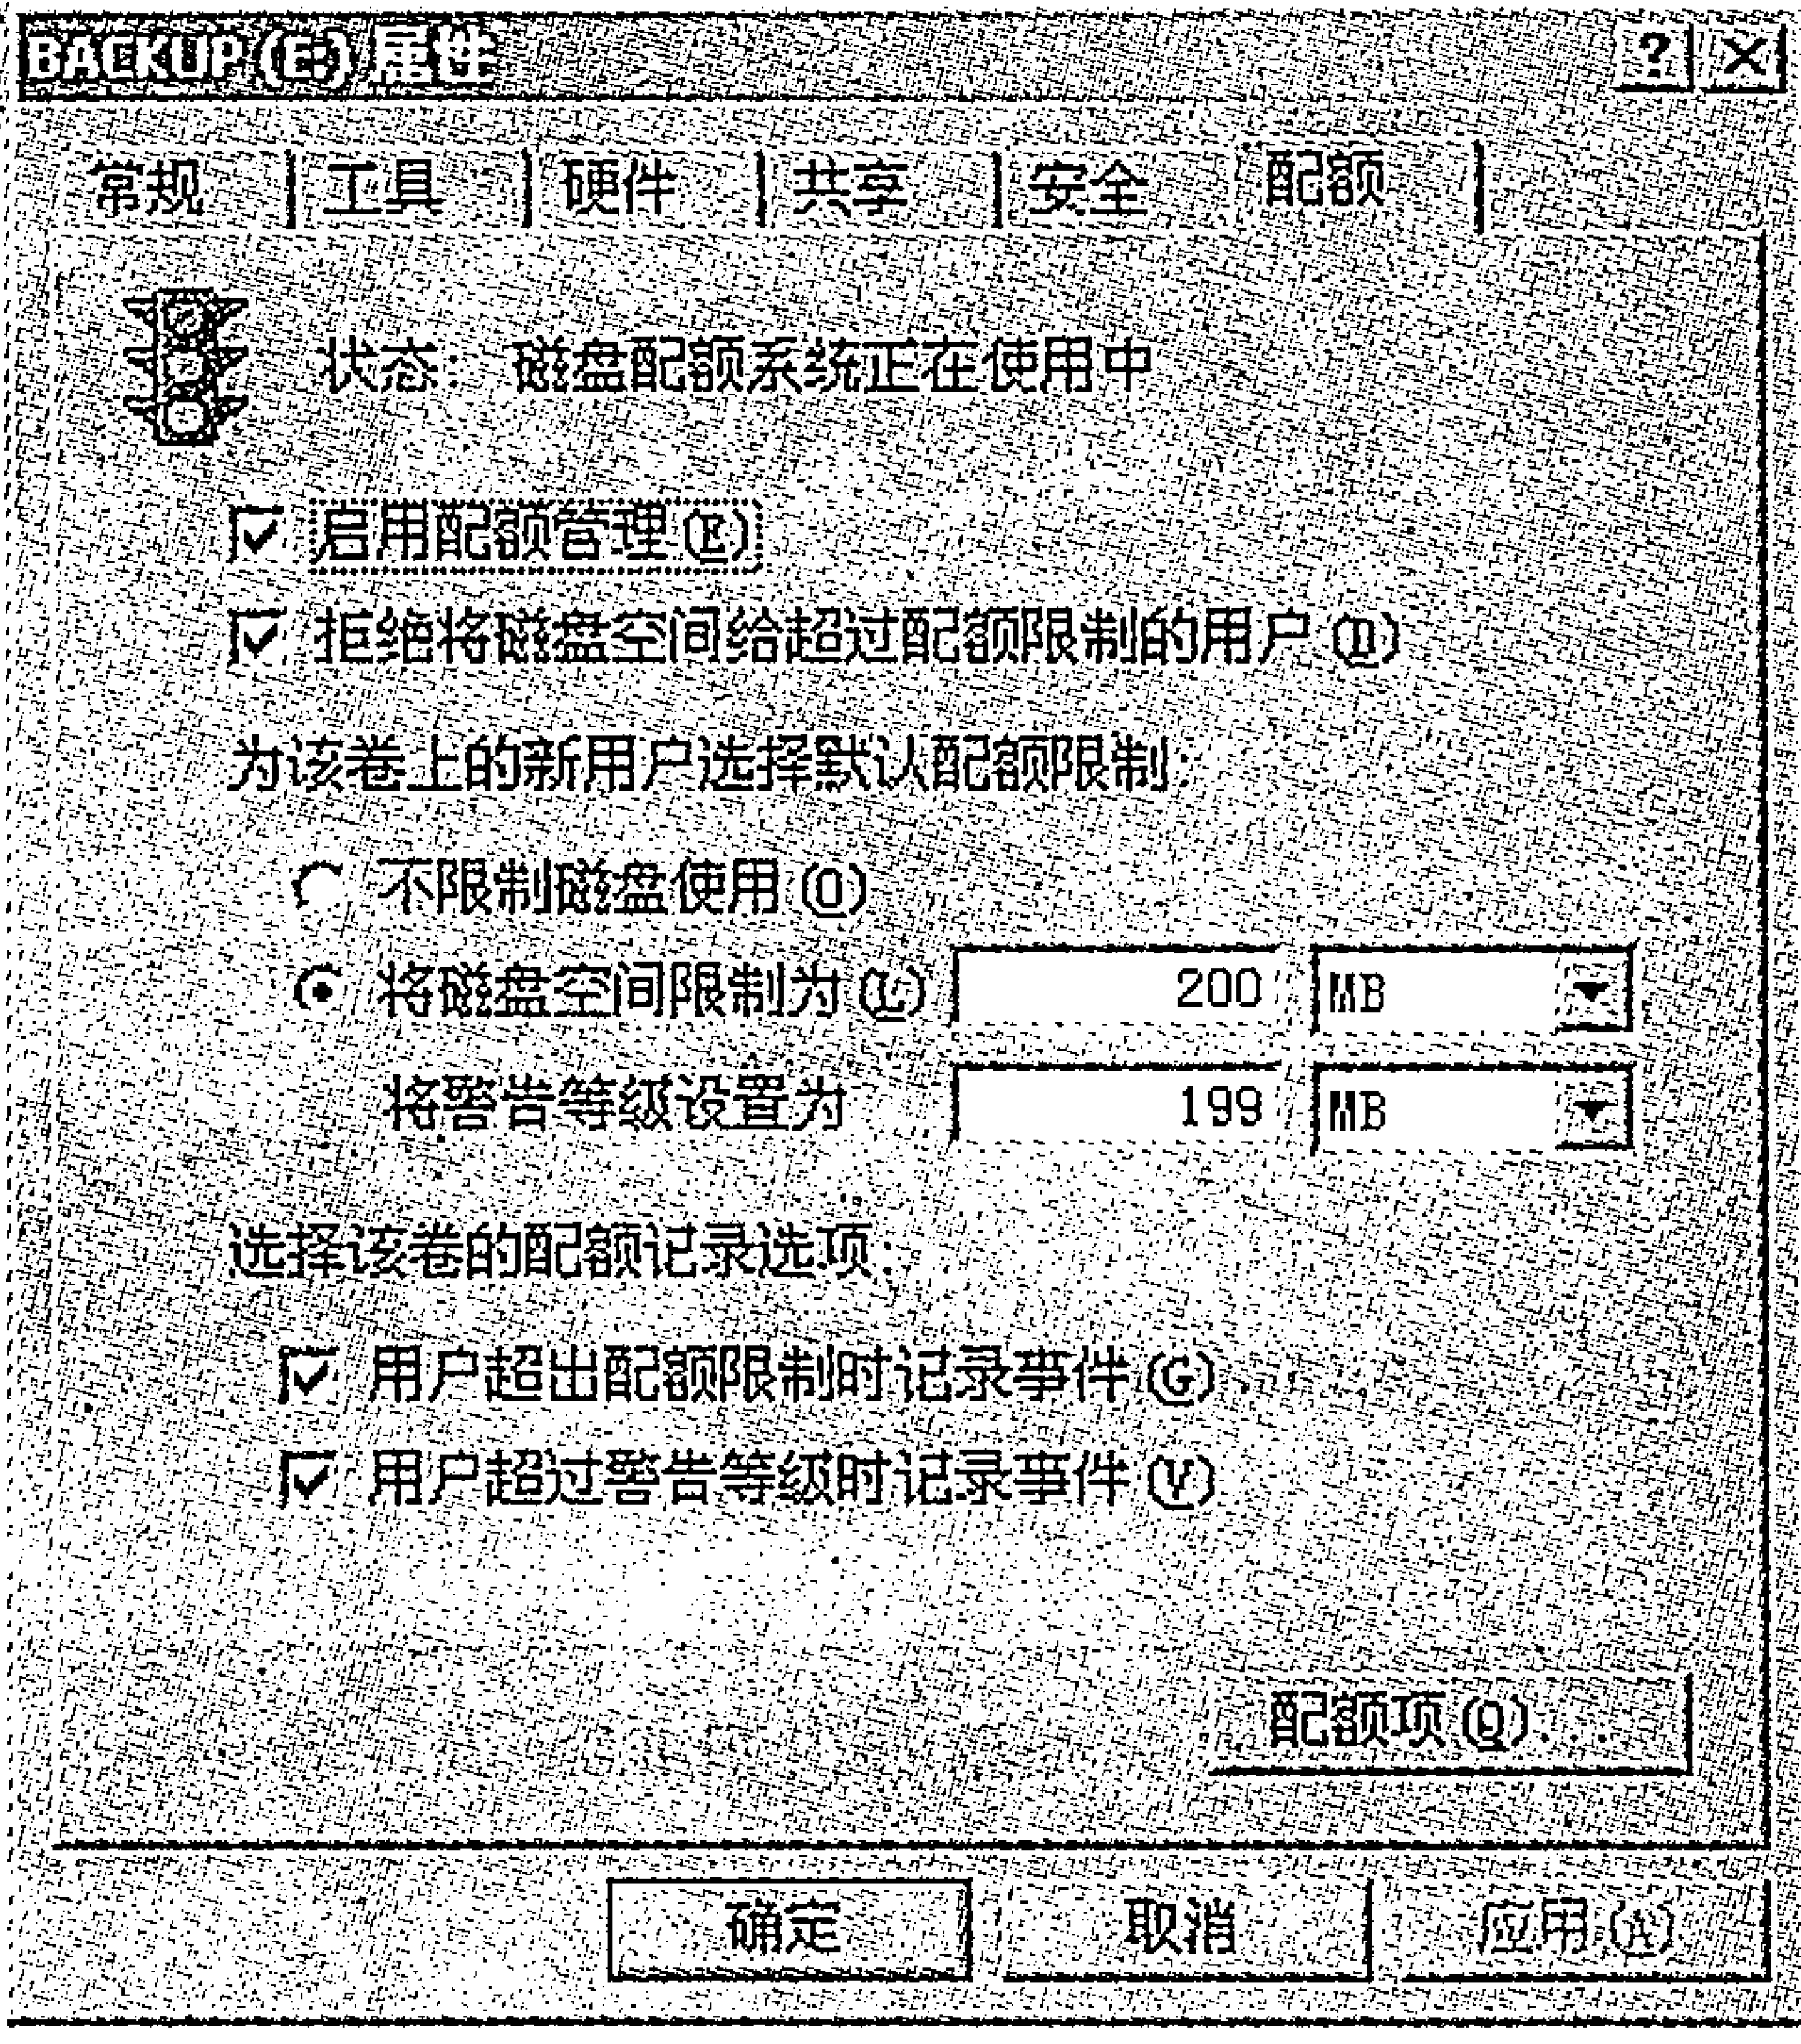 BACKUP (E:) 属性
常规 工具 硬件 共享 安全 配额
状态: 磁盘配额系统正在使用中
启用配额管理(E)
拒绝将磁盘空间给超过配额限制的用户(D)
为该卷上的新用户选择默认配额限制:
不限制磁盘使用(O)
将磁盘空间限制为(L) 200 MB
将警告等级设置为 199 MB
选择该卷的配额记录选项:
用户超出配额限制时记录事件(G)
用户超过警告等级时记录事件(V)
配额项(Q)...
确定 取消 应用(A)